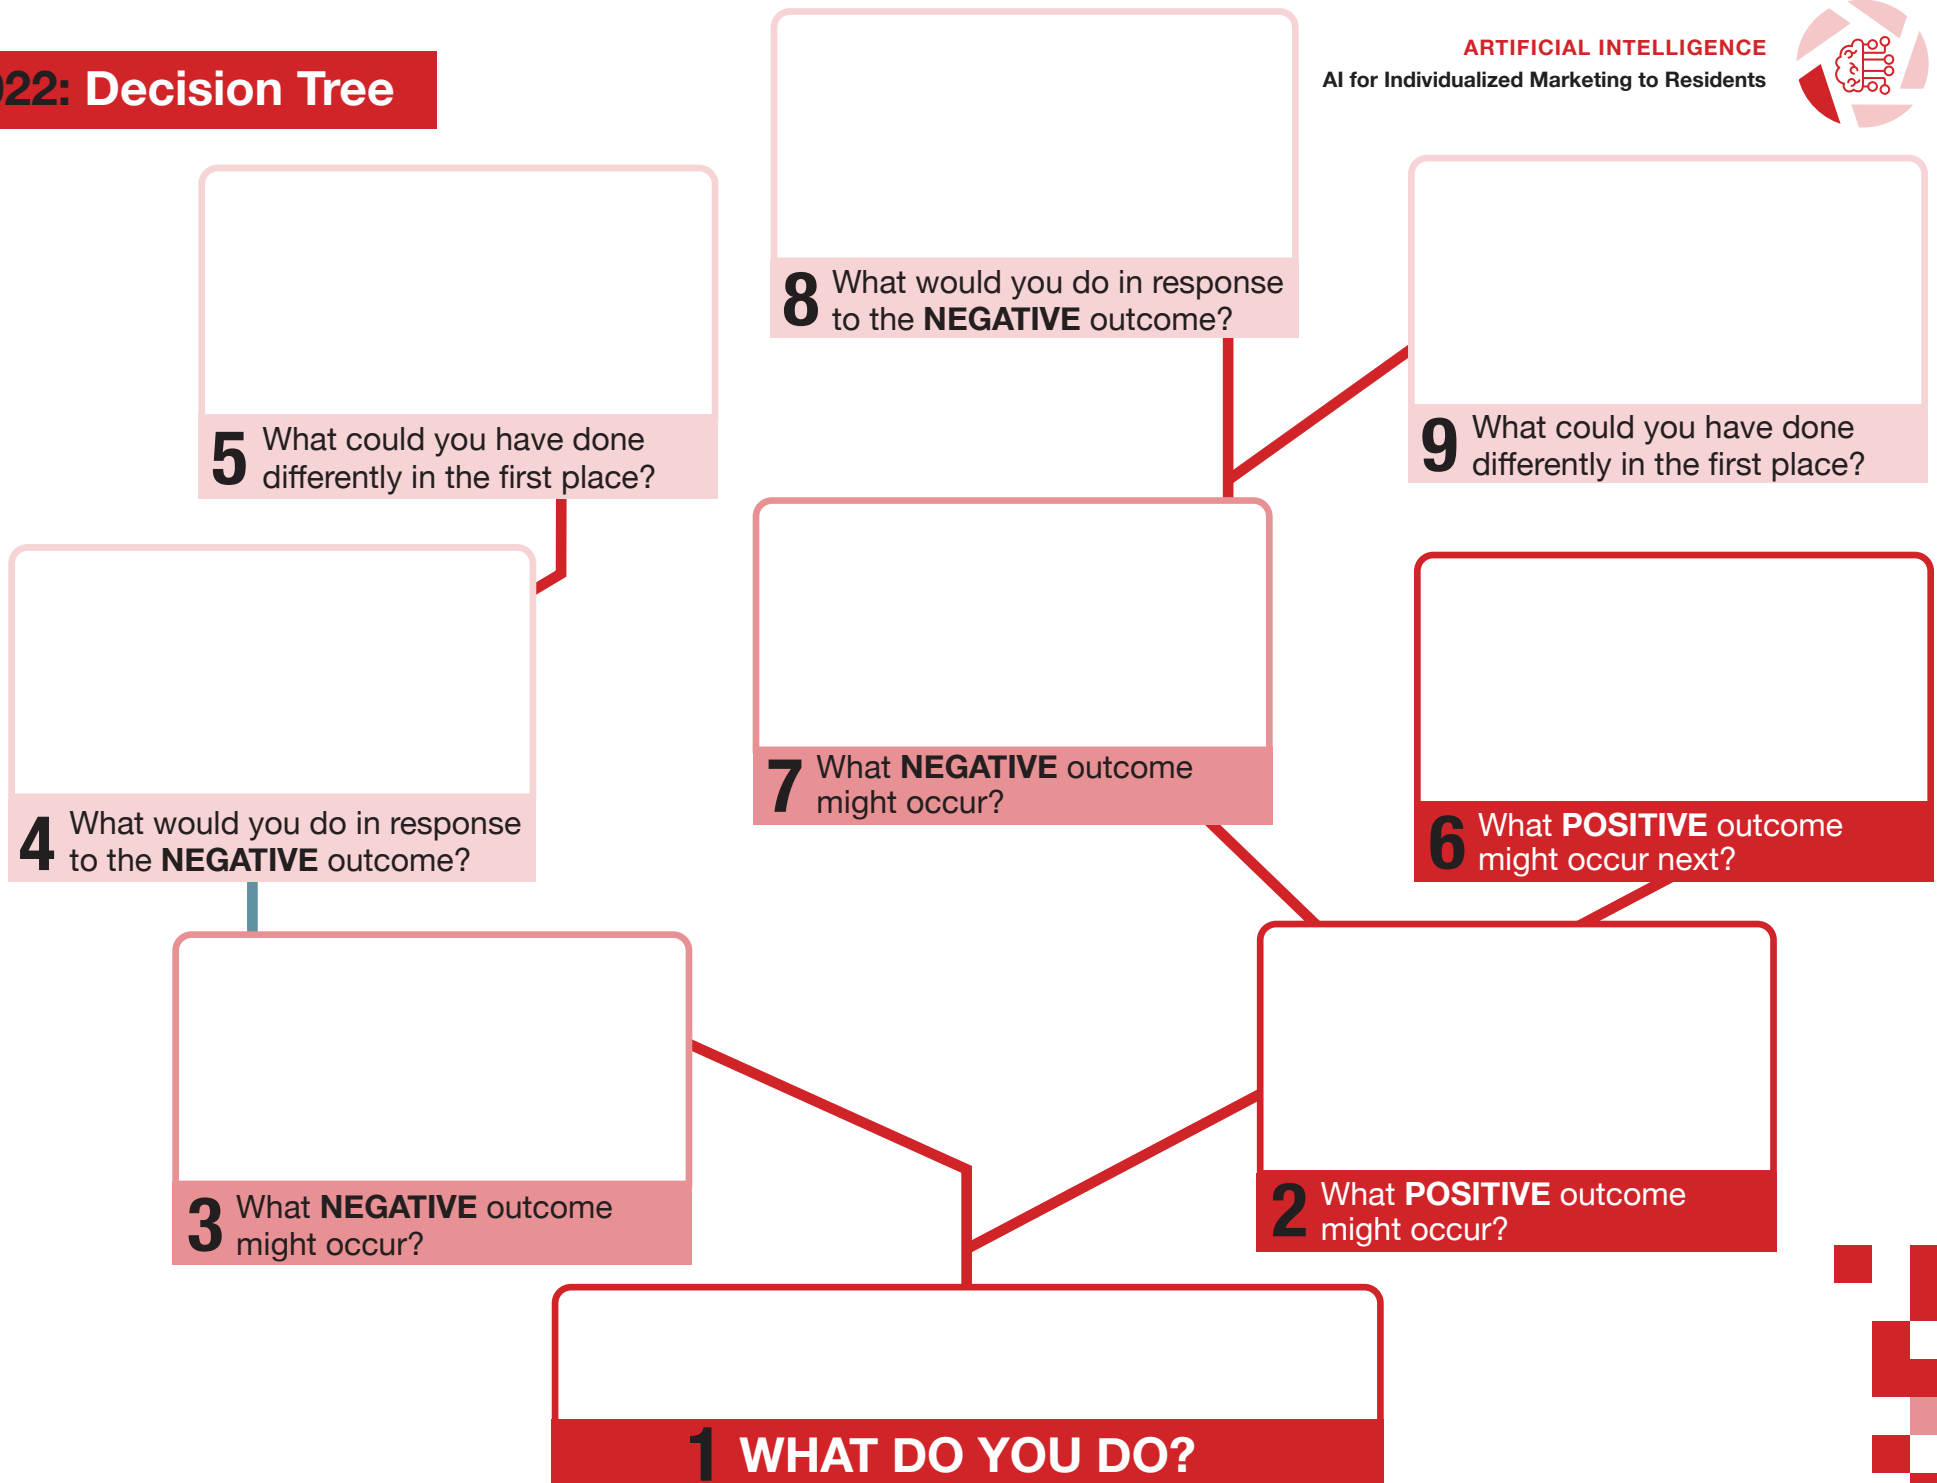 22: Decision Tree
ARTIFICIAL INTELLIGENCE
AI for Individualized Marketing to Residents
8 What would you do in response
to the NEGATIVE outcome?
5 What could you have done
differently in the first place?
9 What could you have done
differently in the first place?
7 What NEGATIVE outcome
might occur?
4 What would you do in response
to the NEGATIVE outcome?
6 What POSITIVE outcome
might occur next?
3 What NEGATIVE outcome
might occur?
2 What POSITIVE outcome
might occur?
1 WHAT DO YOU DO?